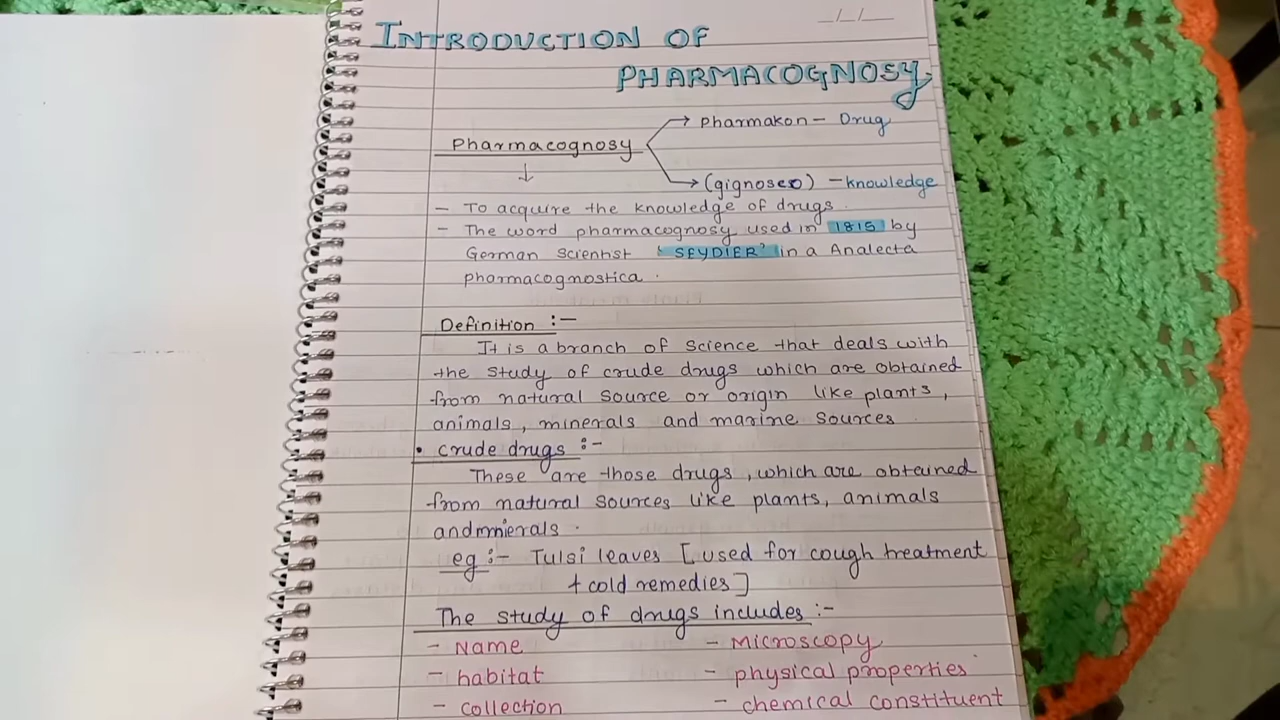 _/_/__
INTRODUCTION OF
PHARMACOGNOSY
Pharmacognosy
→ Pharmakon - Drug
→ (gignosco) - knowledge
↓
- To acquire the knowledge of drugs.
- The word pharmacognosy used in 1815 by
German Scientist 'SEYDIER' in a Analecta
pharmacognostica.
Definition :-
It is a branch of science that deals with
the study of crude drugs which are obtained
from natural source or origin like plants,
animals, minerals and marine sources
• crude drugs :-
These are those drugs, which are obtained
from natural sources like plants, animals
and minerals.
eg :- Tulsi leaves [used for cough treatment
+ cold remedies]
The study of drugs includes :-
- Name - Microscopy
- habitat - physical properties
- collection - chemical constituent